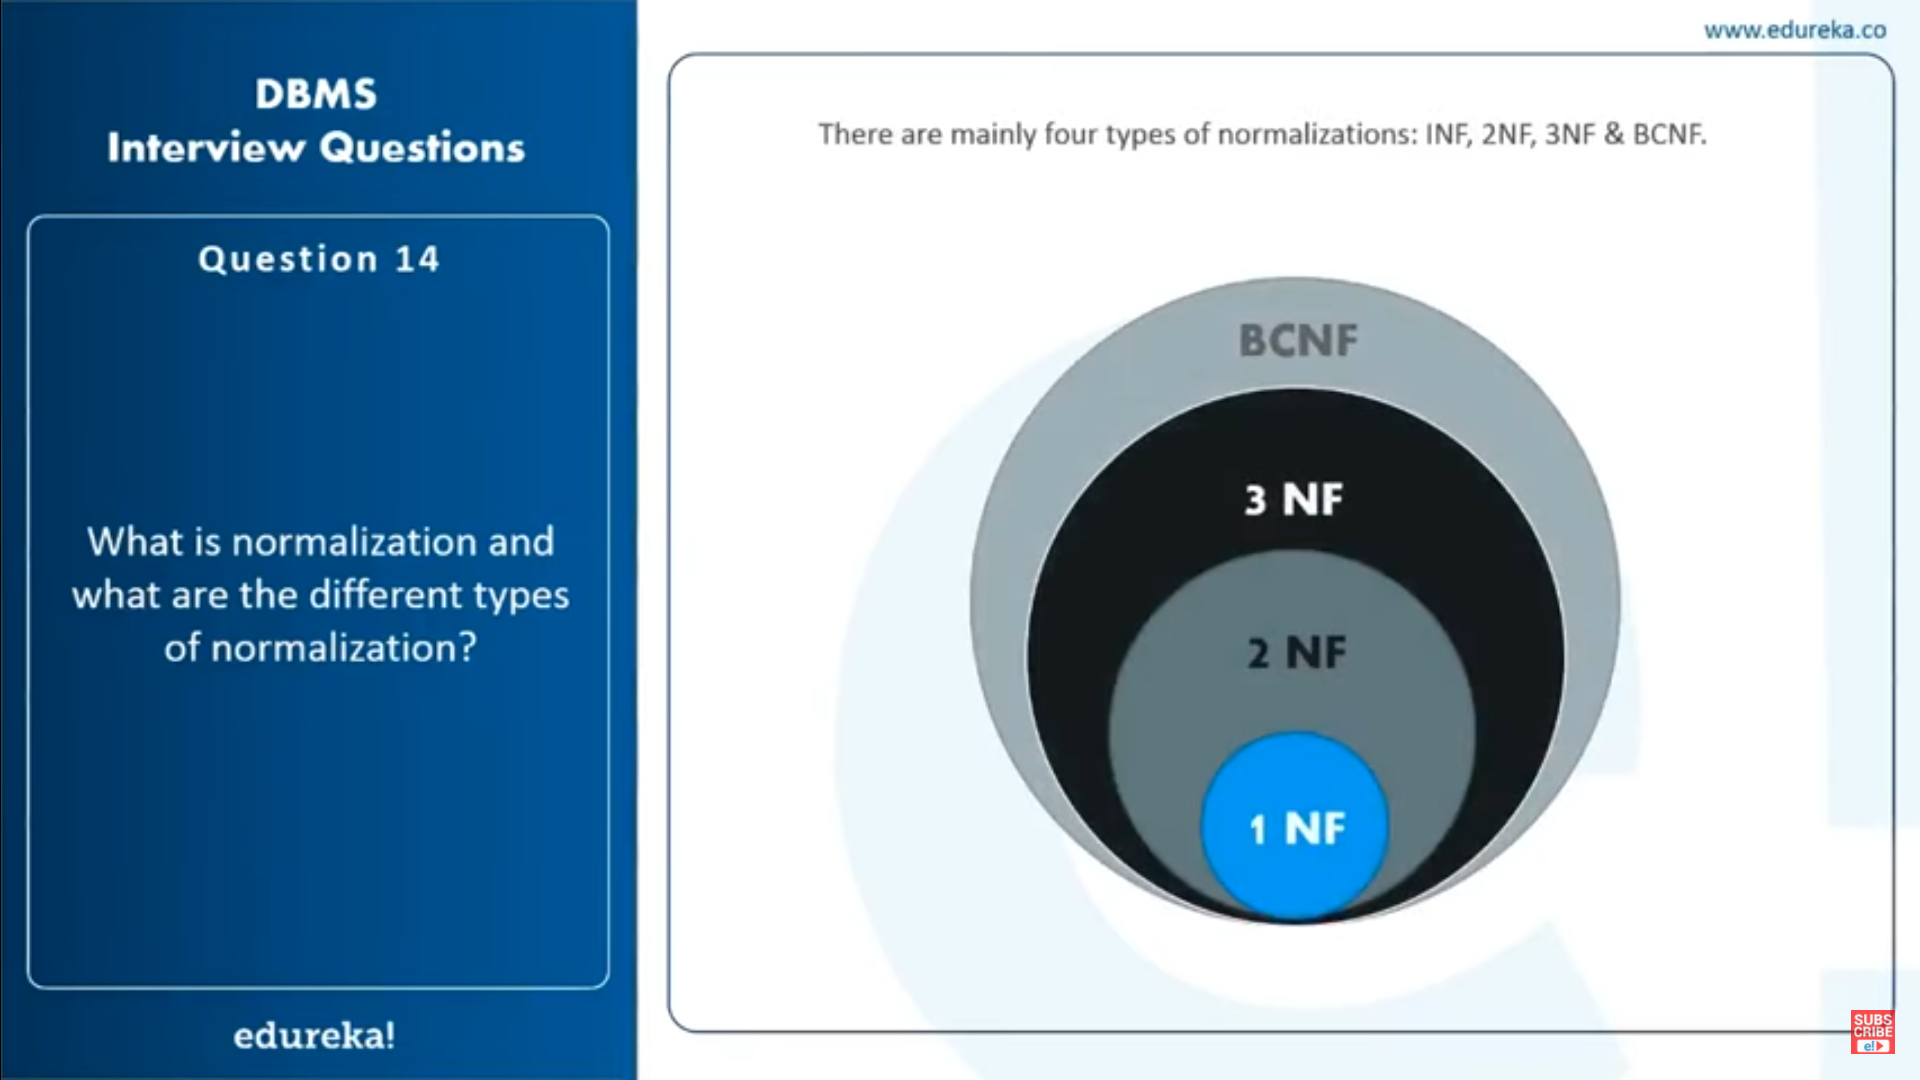 www.edureka.co
DBMS
Interview Questions
Question 14
What is normalization and
what are the different types
of normalization?
edureka!
There are mainly four types of normalizations: INF, 2NF, 3NF & BCNF.
BCNF
3 NF
2 NF
1 NF
SUBS
CRIBE
e!